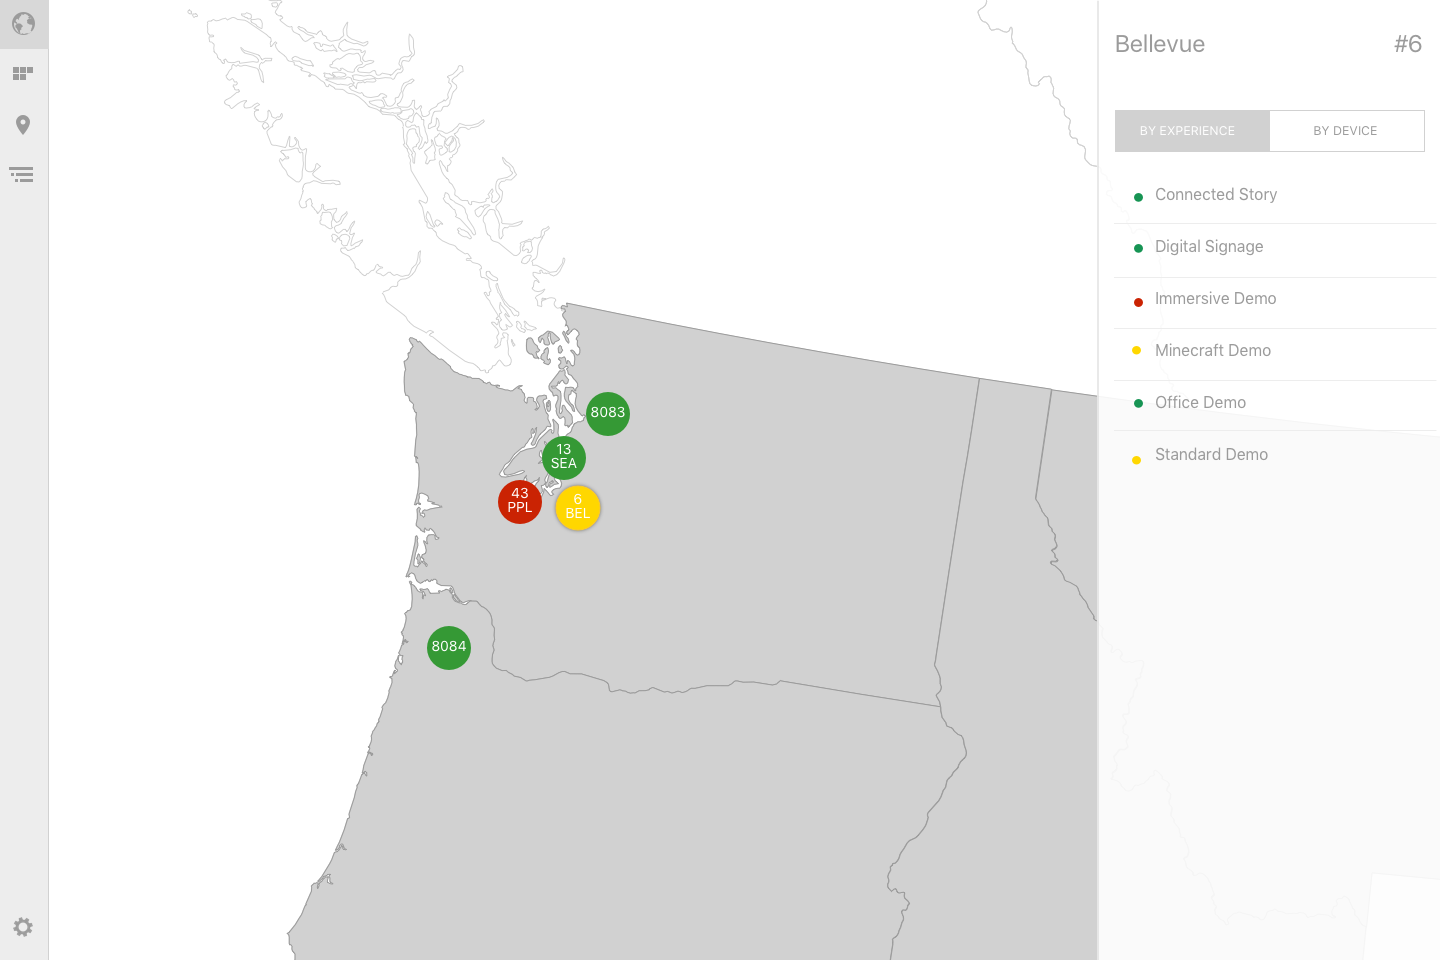 Bellevue #6
BY EXPERIENCE BY DEVICE
Connected Story
Digital Signage
Immersive Demo
Minecraft Demo
Office Demo
Standard Demo
8083
13
SEA
43
PPL
6
BEL
8084